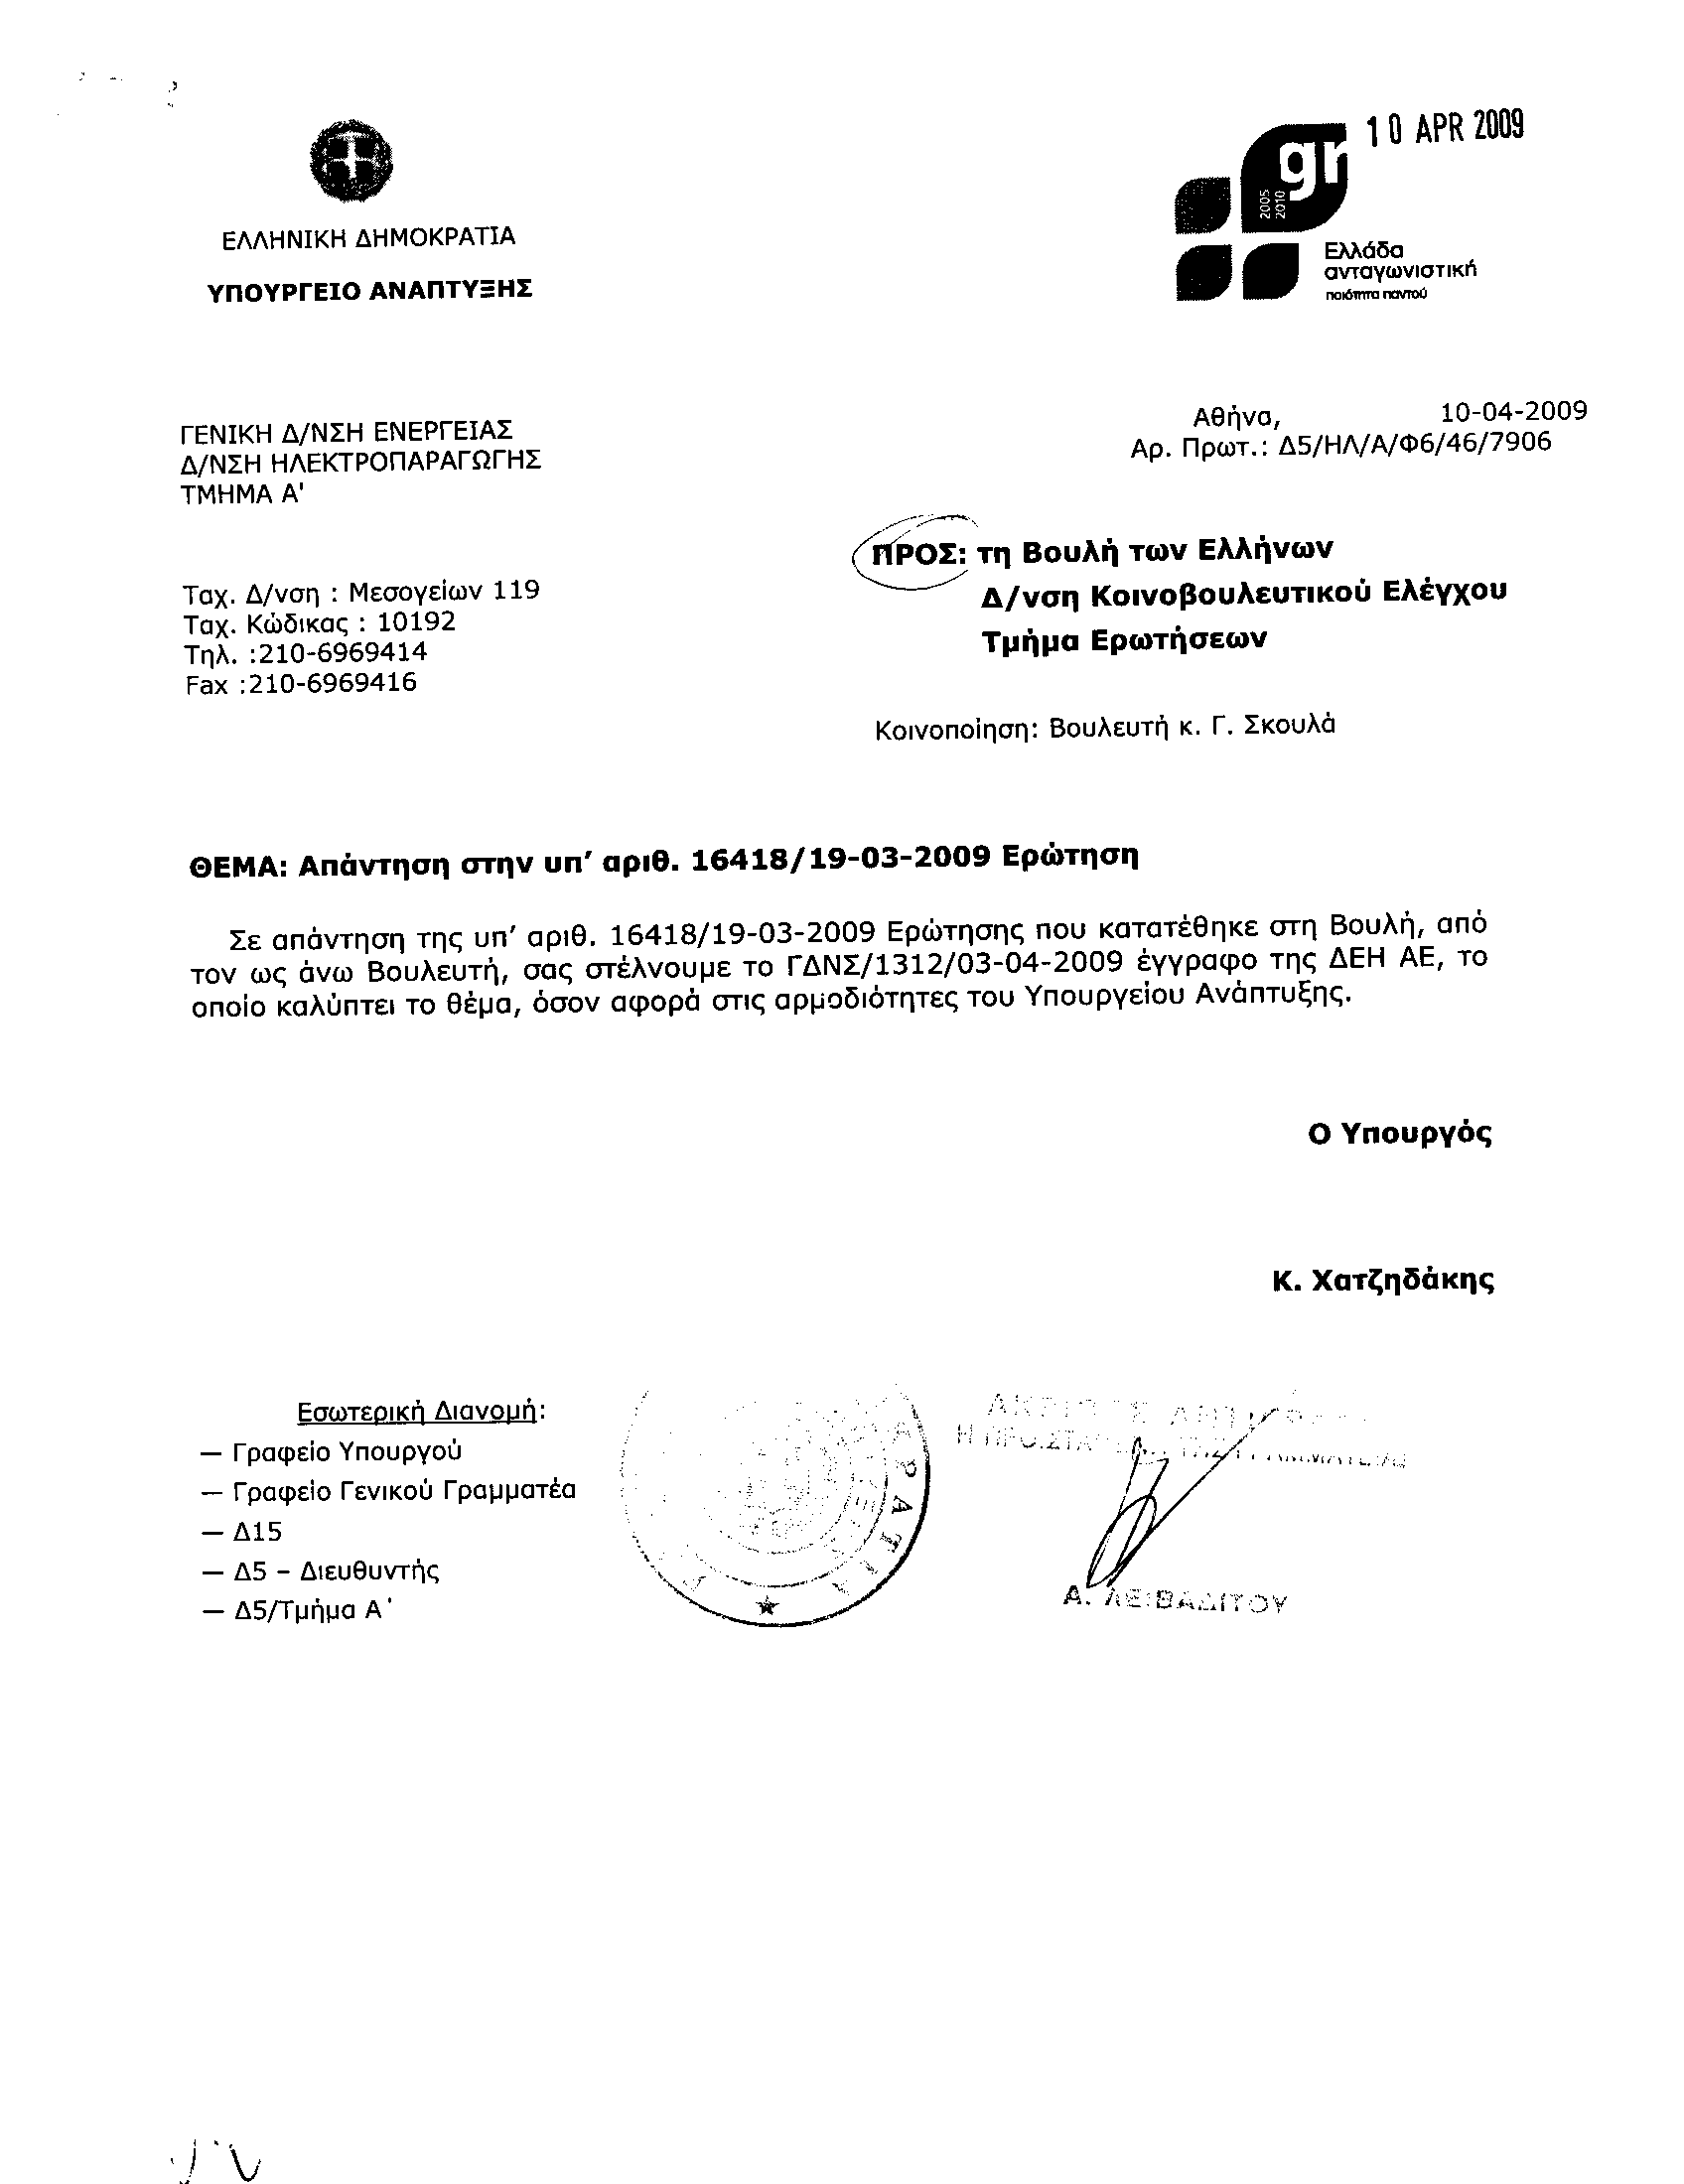 10 APR 2009
gr
2005
2010
Ελλάδα
ανταγωνιστική
ποιότητα παντού
ΕΛΛΗΝΙΚΗ ΔΗΜΟΚΡΑΤΙΑ
ΥΠΟΥΡΓΕΙΟ ΑΝΑΠΤΥΞΗΣ
ΓΕΝΙΚΗ Δ/ΝΣΗ ΕΝΕΡΓΕΙΑΣ
Δ/ΝΣΗ ΗΛΕΚΤΡΟΠΑΡΑΓΩΓΗΣ
ΤΜΗΜΑ Α'
Αθήνα, 10-04-2009
Αρ. Πρωτ.: Δ5/ΗΛ/Α/Φ6/46/7906
Ταχ. Δ/νση : Μεσογείων 119
Ταχ. Κώδικας : 10192
Τηλ. :210-6969414
Fax :210-6969416
ΠΡΟΣ: τη Βουλή των Ελλήνων
Δ/νση Κοινοβουλευτικού Ελέγχου
Τμήμα Ερωτήσεων
Κοινοποίηση: Βουλευτή κ. Γ. Σκουλά
ΘΕΜΑ: Απάντηση στην υπ' αριθ. 16418/19-03-2009 Ερώτηση
Σε απάντηση της υπ' αριθ. 16418/19-03-2009 Ερώτησης που κατατέθηκε στη Βουλή, από
τον ως άνω Βουλευτή, σας στέλνουμε το ΓΔΝΣ/1312/03-04-2009 έγγραφο της ΔΕΗ ΑΕ, το
οποίο καλύπτει το θέμα, όσον αφορά στις αρμοδιότητες του Υπουργείου Ανάπτυξης.
Ο Υπουργός
Κ. Χατζηδάκης
Εσωτερική Διανομή:
— Γραφείο Υπουργού
— Γραφείο Γενικού Γραμματέα
— Δ15
— Δ5 – Διευθυντής
— Δ5/Τμήμα Α'
Α. ΛΕΙΒΑΔΙΤΟΥ